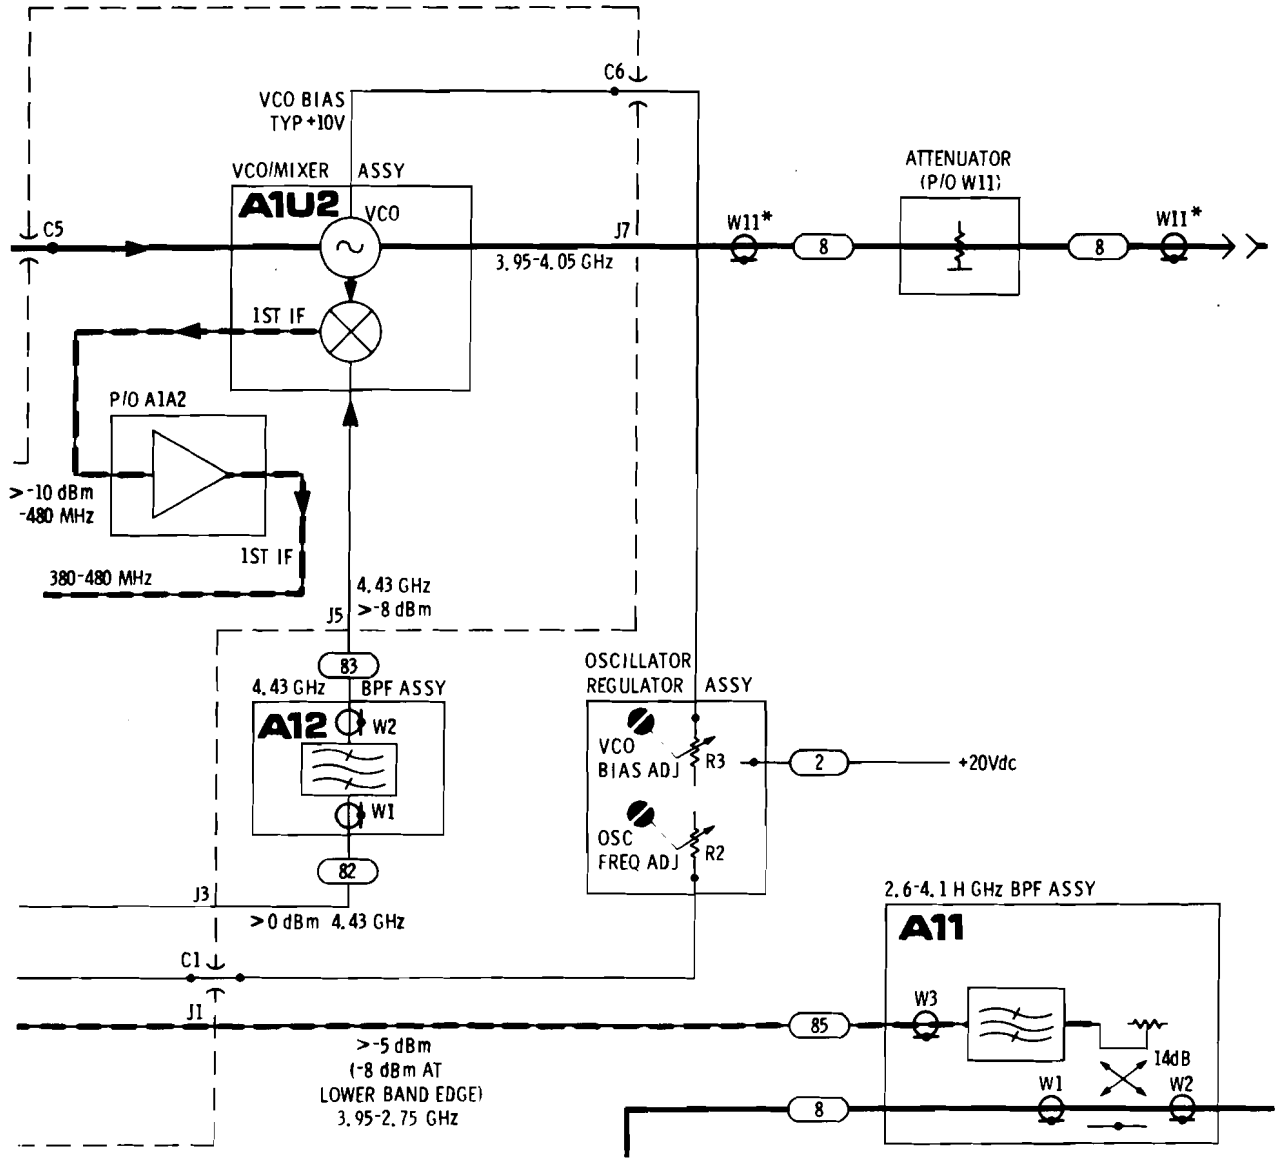 C6
VCO BIAS
TYP +10V
VCO/MIXER ASSY
A1U2
VCO
C5
J7
3.95-4.05 GHz
W11*
8
ATTENUATOR
(P/O W11)
8
W11*
1ST IF
P/O A1A2
>-10 dBm
-480 MHz
1ST IF
380-480 MHz
4.43 GHz
>-8 dBm
J5
83
4.43 GHz BPF ASSY
A12
W2
W1
82
OSCILLATOR
REGULATOR ASSY
VCO
BIAS ADJ
R3
2
+20Vdc
OSC
FREQ ADJ
R2
J3
>0 dBm 4.43 GHz
C1
J1
>-5 dBm
(-8 dBm AT
LOWER BAND EDGE)
3.95-2.75 GHz
85
8
2.6-4.1 H GHz BPF ASSY
A11
W3
14dB
W1
W2